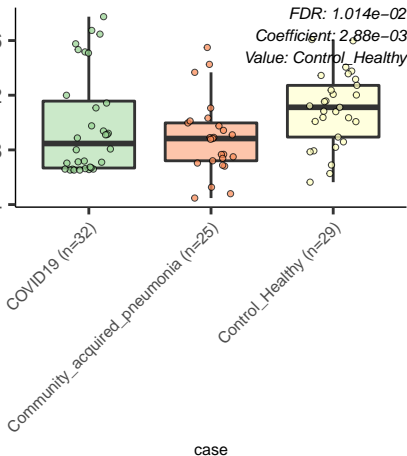 FDR: 1.014e−02
Coefficient: 2.88e−03
Value: Control_Healthy
COVID19 (n=32)
Community_acquired_pneumonia (n=25)
Control_Healthy (n=29)
case